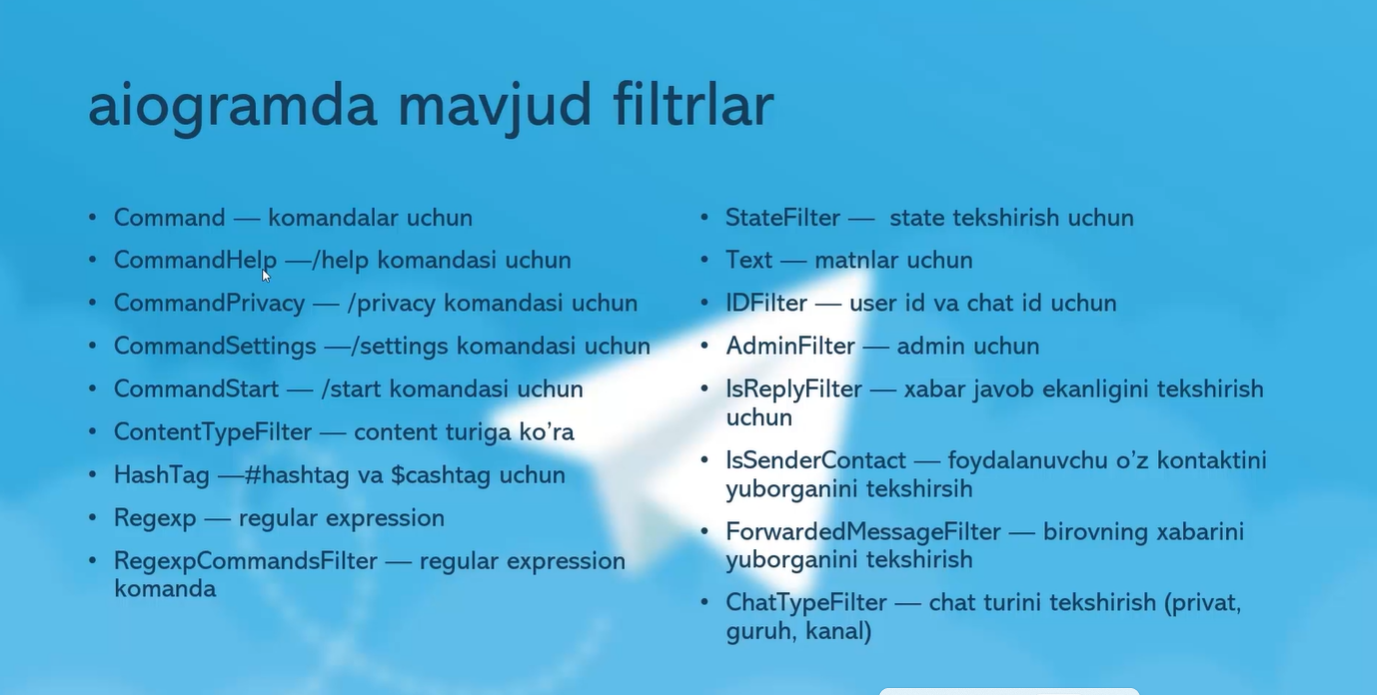 aiogramda mavjud filtrlar
• Command — komandalar uchun
• CommandHelp —/help komandasi uchun
• CommandPrivacy — /privacy komandasi uchun
• CommandSettings —/settings komandasi uchun
• CommandStart — /start komandasi uchun
• ContentTypeFilter — content turiga ko’ra
• HashTag —#hashtag va $cashtag uchun
• Regexp — regular expression
• RegexpCommandsFilter — regular expression
komanda
• StateFilter — state tekshirish uchun
• Text — matnlar uchun
• IDFilter — user id va chat id uchun
• AdminFilter — admin uchun
• IsReplyFilter — xabar javob ekanligini tekshirish
uchun
• IsSenderContact — foydalanuvchu o’z kontaktini
yuborganini tekshirsih
• ForwardedMessageFilter — birovning xabarini
yuborganini tekshirish
• ChatTypeFilter — chat turini tekshirish (privat,
guruh, kanal)